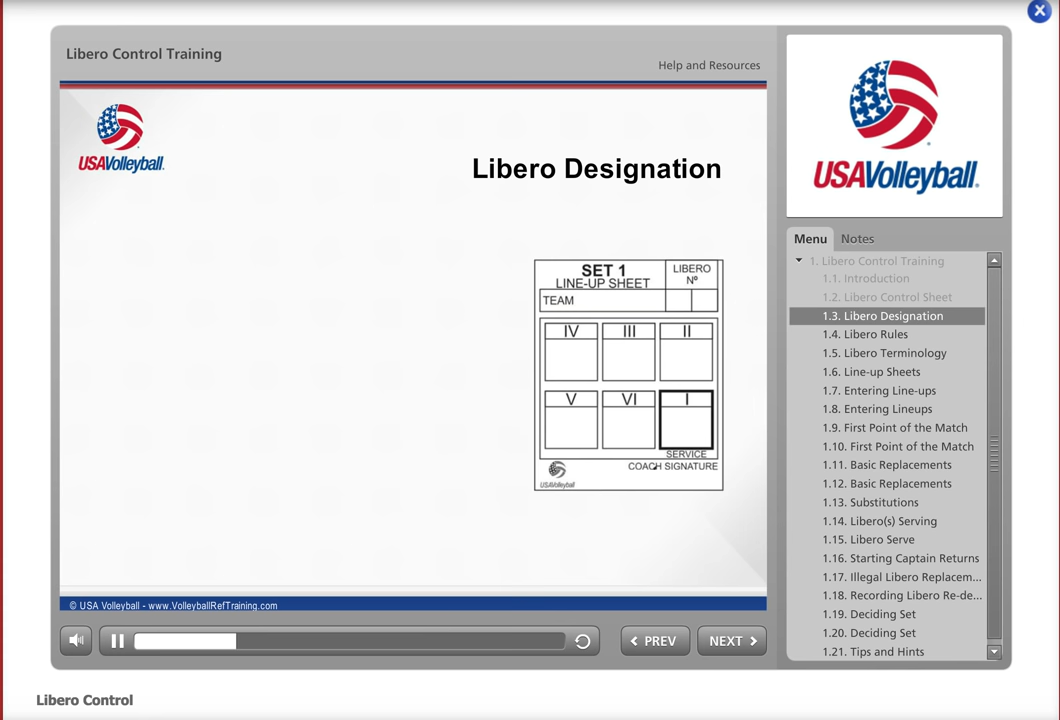 Libero Control Training
Help and Resources
USAVolleyball.
Libero Designation
SET 1
LINE-UP SHEET
LIBERO
Nº
TEAM
IV III II
V VI I
SERVICE
COACH SIGNATURE
USAVolleyball
© USA Volleyball - www.VolleyballRefTraining.com
PREV
NEXT
USAVolleyball.
Menu Notes
1. Libero Control Training
1.1. Introduction
1.2. Libero Control Sheet
1.3. Libero Designation
1.4. Libero Rules
1.5. Libero Terminology
1.6. Line-up Sheets
1.7. Entering Line-ups
1.8. Entering Lineups
1.9. First Point of the Match
1.10. First Point of the Match
1.11. Basic Replacements
1.12. Basic Replacements
1.13. Substitutions
1.14. Libero(s) Serving
1.15. Libero Serve
1.16. Starting Captain Returns
1.17. Illegal Libero Replacem...
1.18. Recording Libero Re-de...
1.19. Deciding Set
1.20. Deciding Set
1.21. Tips and Hints
Libero Control